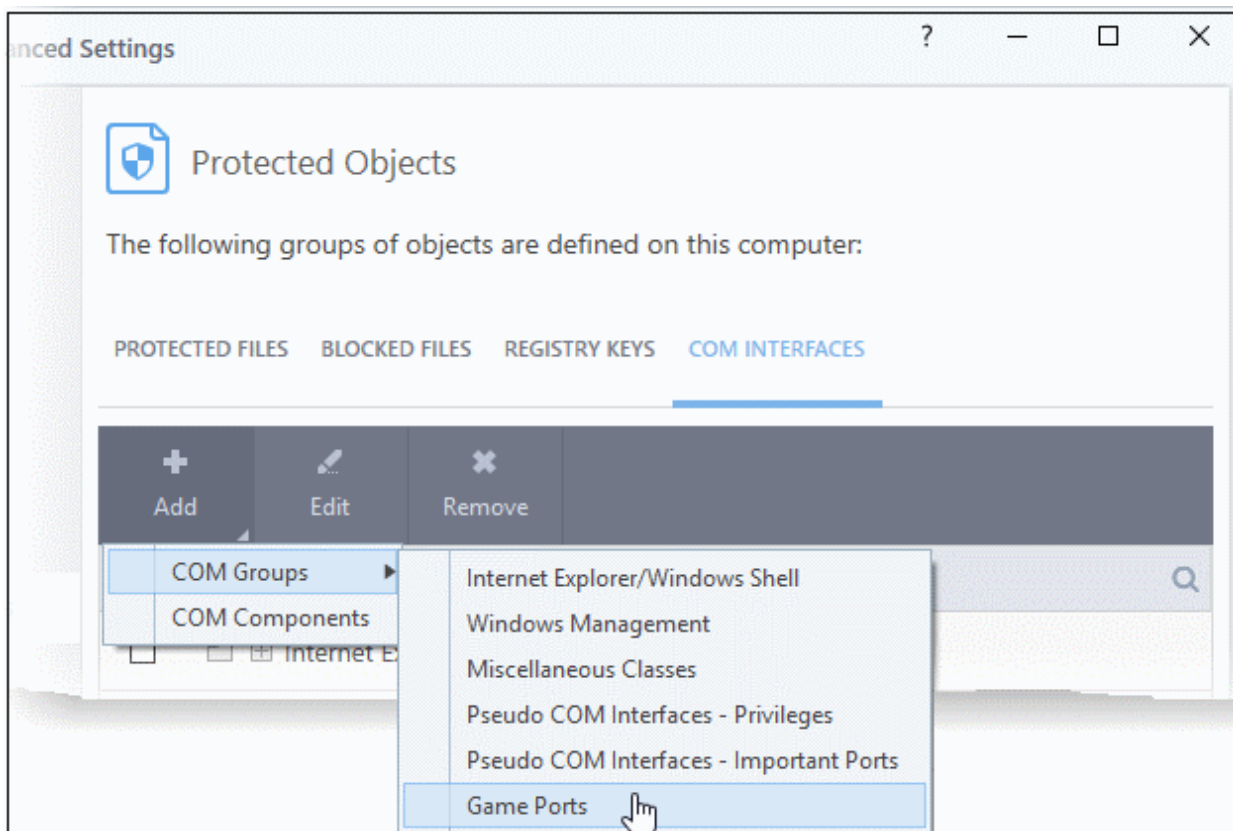 anced Settings
?
Protected Objects
The following groups of objects are defined on this computer:
PROTECTED FILES BLOCKED FILES REGISTRY KEYS COM INTERFACES
Add Edit Remove
COM Groups
COM Components
Internet Explorer/Windows Shell
Windows Management
Miscellaneous Classes
Pseudo COM Interfaces - Privileges
Pseudo COM Interfaces - Important Ports
Game Ports
Internet E